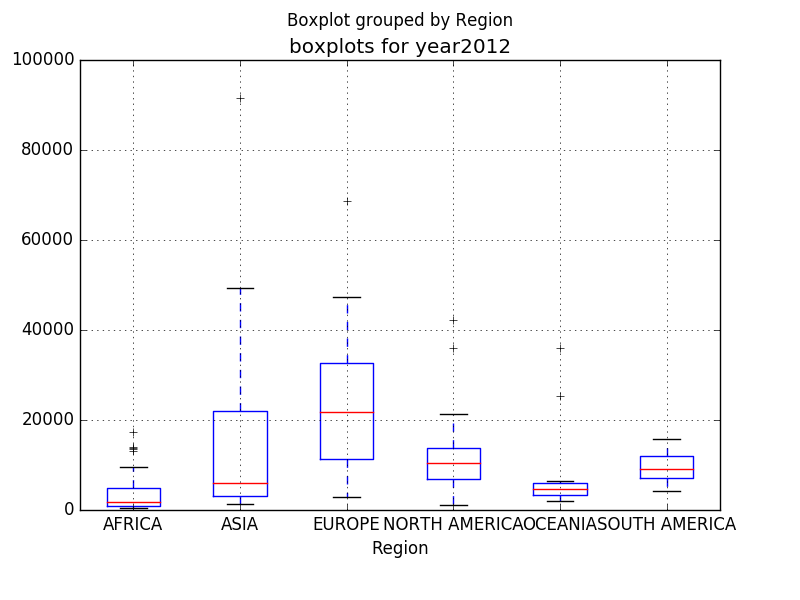 Boxplot grouped by Region
boxplots for year2012
100000
80000
60000
40000
20000
0
AFRICA ASIA EUROPE NORTH AMERICA OCEANIA SOUTH AMERICA
Region